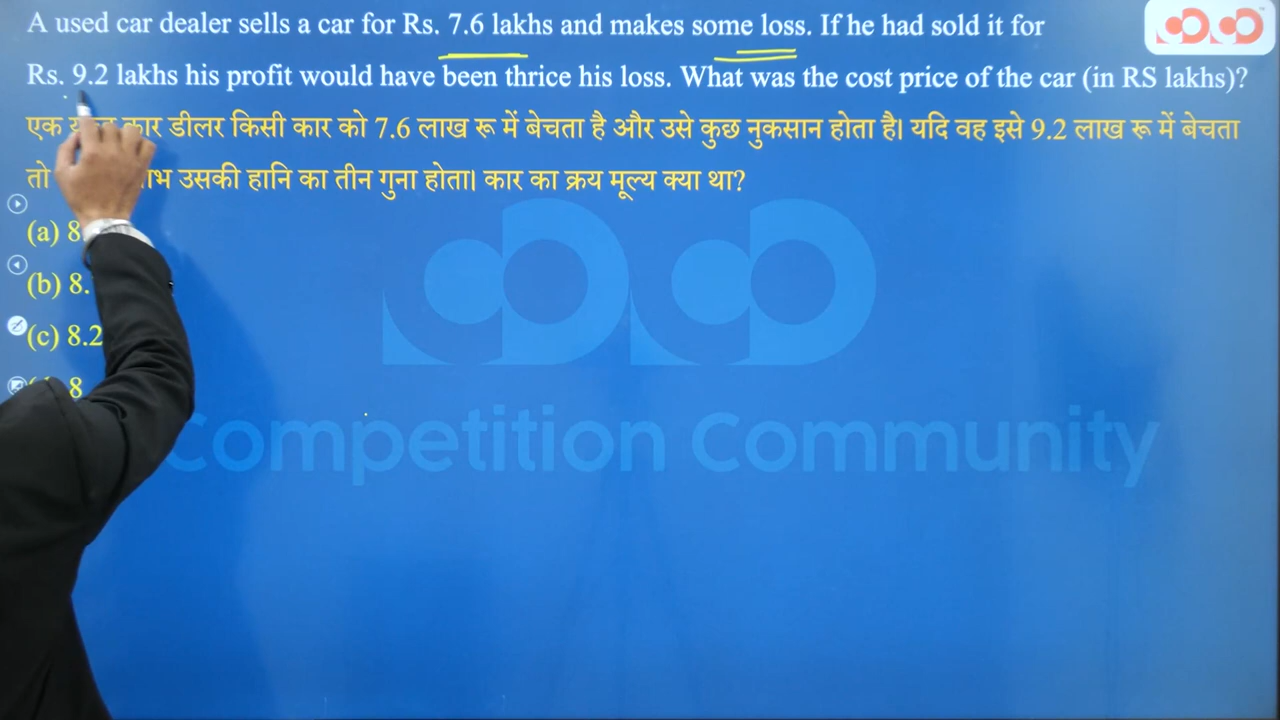 A used car dealer sells a car for Rs. 7.6 lakhs and makes some loss. If he had sold it for
Rs. 9.2 lakhs his profit would have been thrice his loss. What was the cost price of the car (in RS lakhs)?
एक कार डीलर किसी कार को 7.6 लाख रू में बेचता है और उसे कुछ नुकसान होता है। यदि वह इसे 9.2 लाख रू में बेचता
तो उसकी हानि का तीन गुना होता। कार का क्रय मूल्य क्या था?
(a) 8.
(b) 8.
(c) 8.2
8
Competition Community